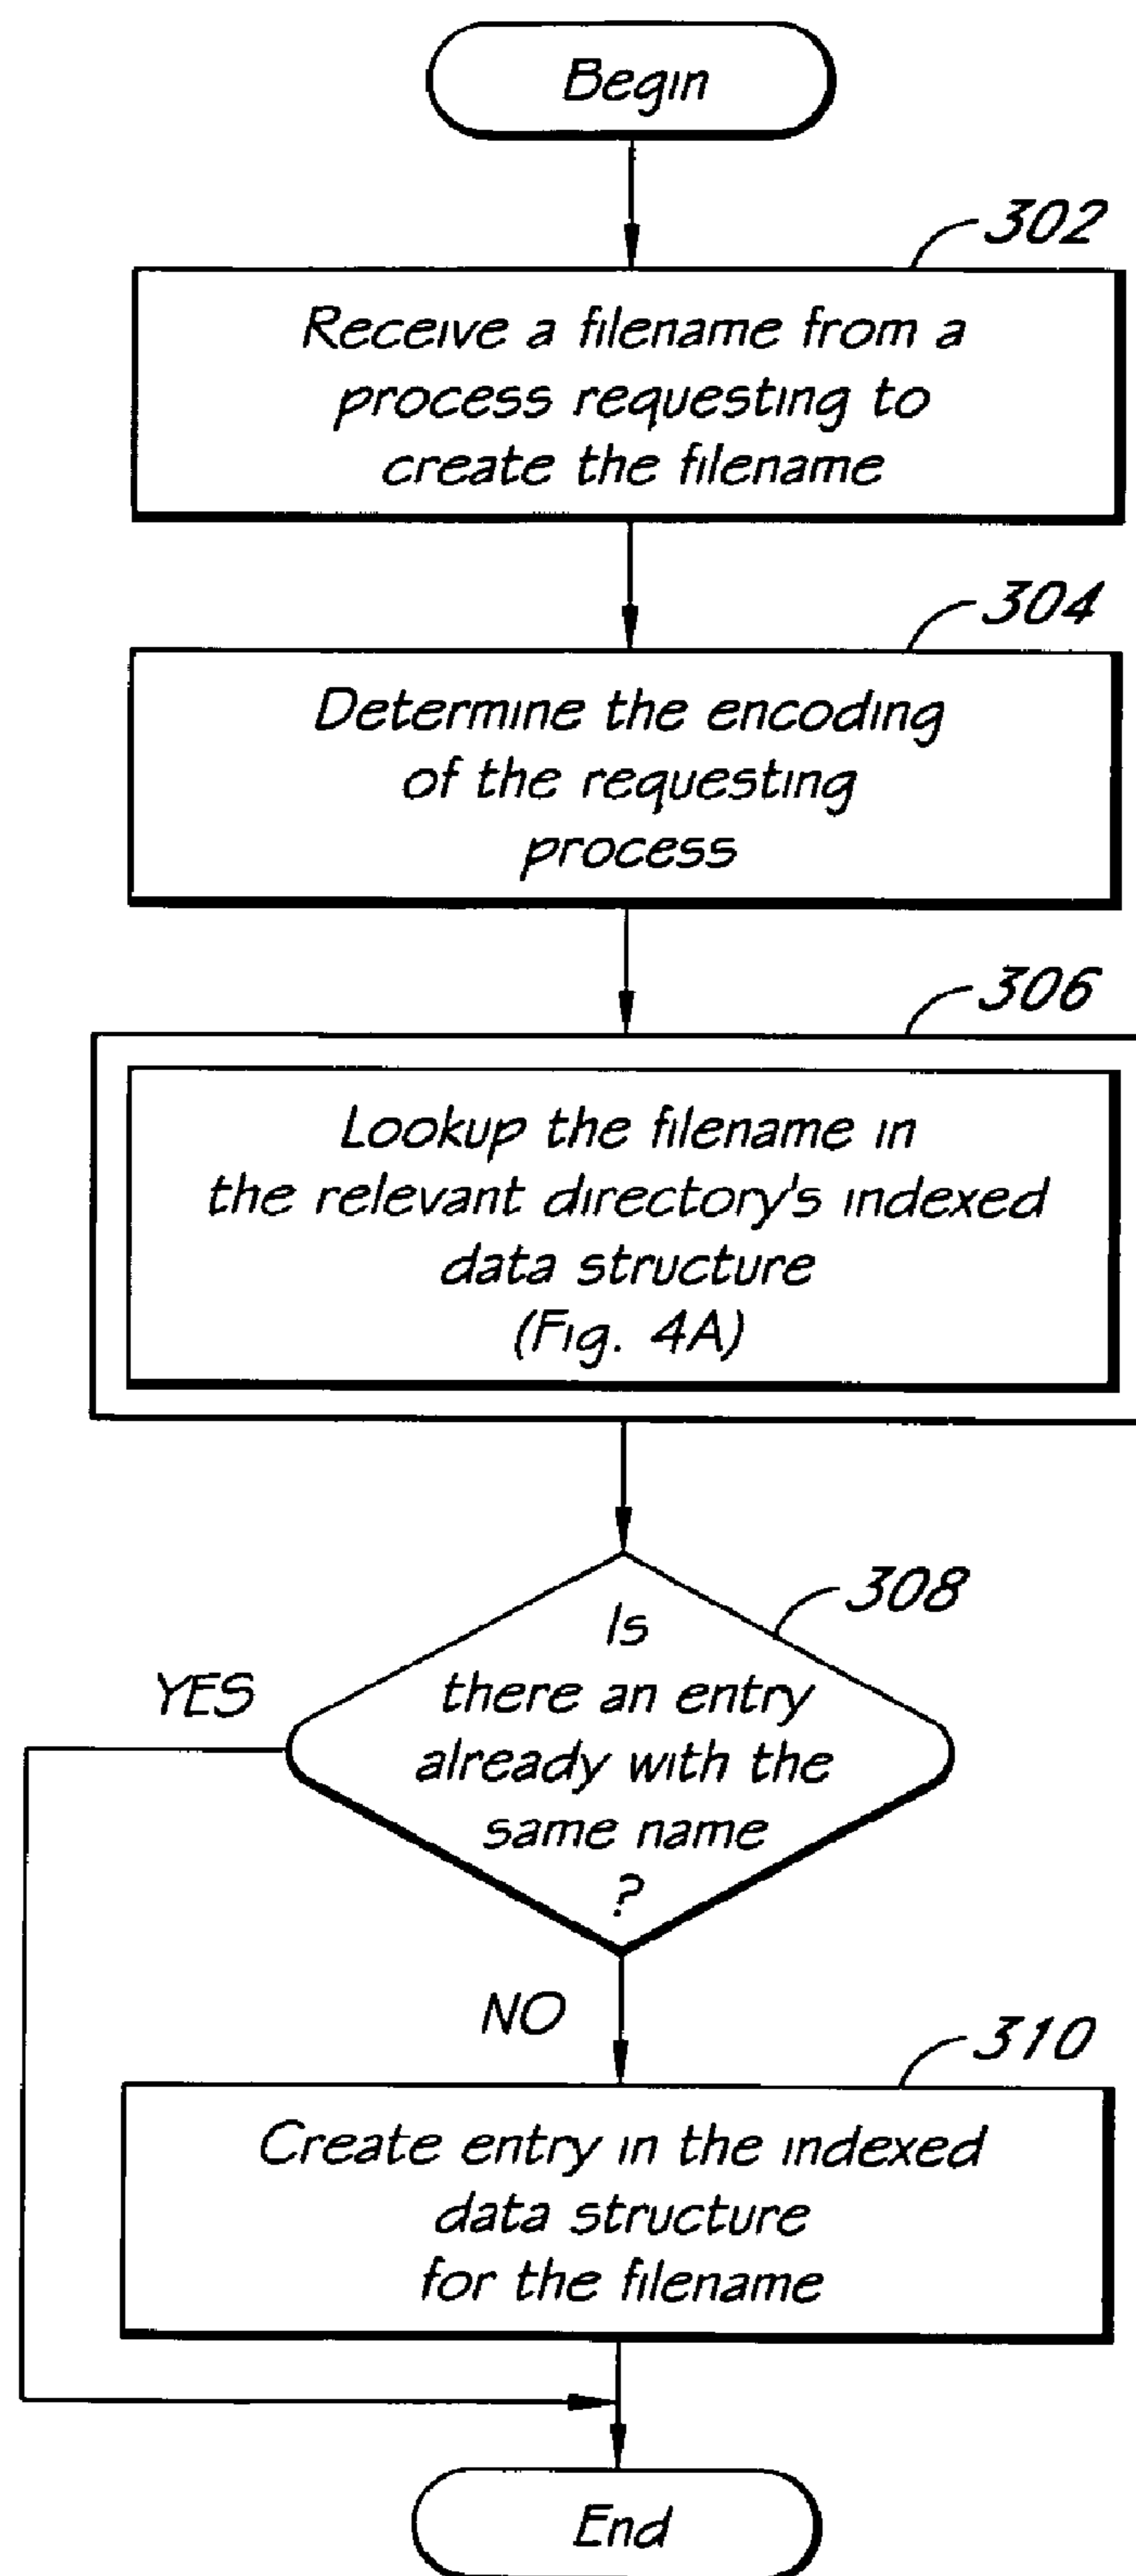 Begin
302
Receive a filename from a
process requesting to
create the filename
304
Determine the encoding
of the requesting
process
306
Lookup the filename in
the relevant directory's indexed
data structure
(Fig. 4A)
308
Is
there an entry
already with the
same name
?
YES
NO
310
Create entry in the indexed
data structure
for the filename
End